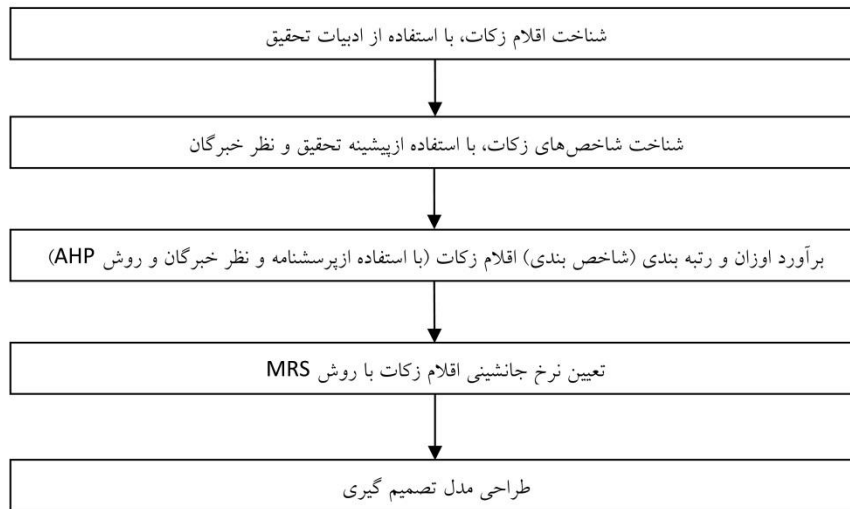 شناخت اقلام زکات، با استفاده از ادبیات تحقیق
شناخت شاخص‌های زکات، با استفاده ازپیشینه تحقیق و نظر خبرگان
برآورد اوزان و رتبه بندی (شاخص بندی) اقلام زکات (با استفاده ازپرسشنامه و نظر خبرگان و روش AHP)
تعیین نرخ جانشینی اقلام زکات با روش MRS
طراحی مدل تصمیم گیری